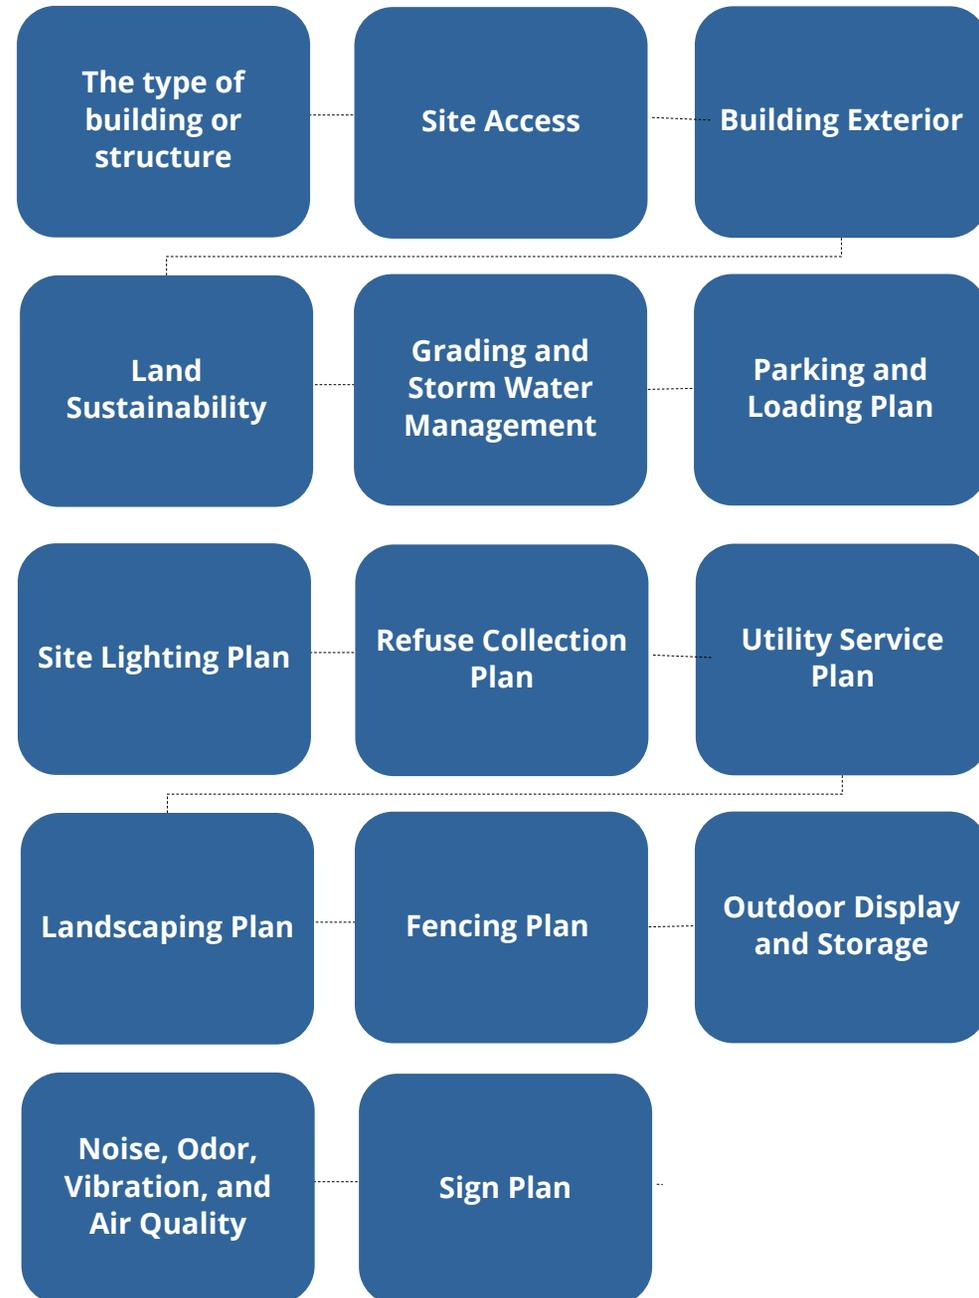 The type of
building or
structure
Site Access
Building Exterior
Land
Sustainability
Grading and
Storm Water
Management
Parking and
Loading Plan
Site Lighting Plan
Refuse Collection
Plan
Utility Service
Plan
Landscaping Plan
Fencing Plan
Outdoor Display
and Storage
Noise, Odor,
Vibration, and
Air Quality
Sign Plan